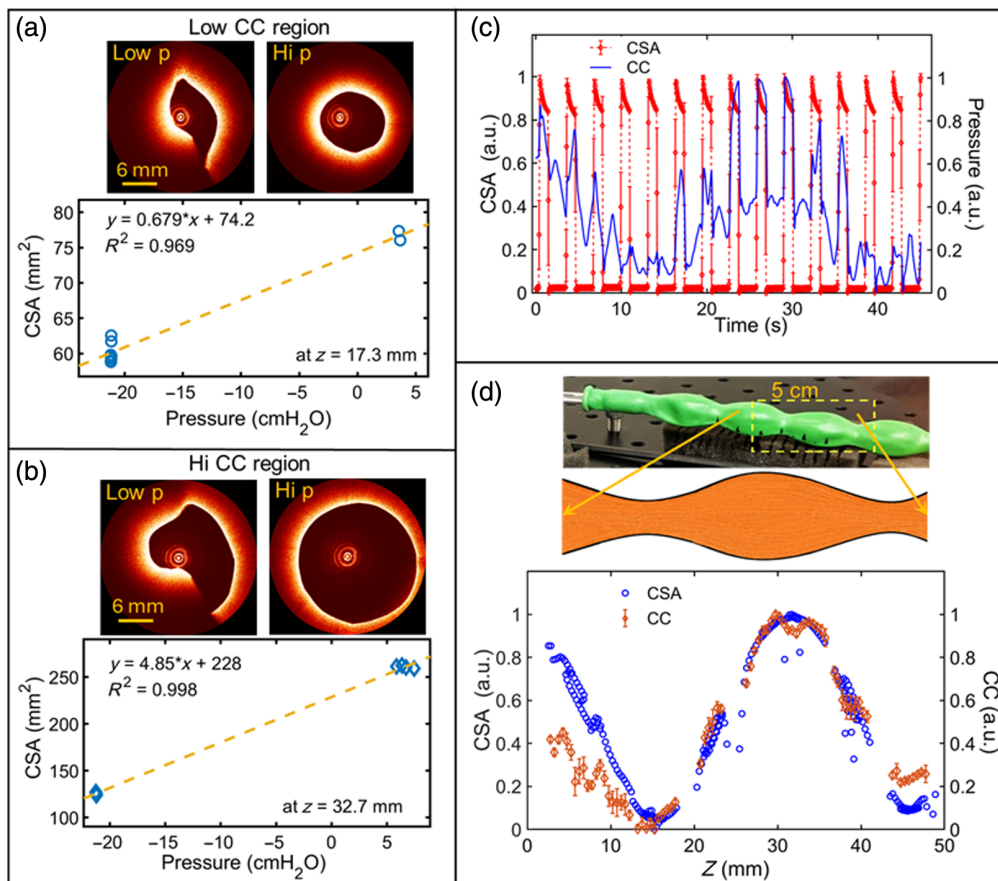 (a)
Low CC region
Low p
Hi p
6 mm
80
75
70
65
60
CSA (mm²)
y = 0.679*x + 74.2
R² = 0.969
at z = 17.3 mm
−20 −15 −10 −5 0 5
Pressure (cmH₂O)
(b)
Hi CC region
Low p
Hi p
6 mm
250
200
150
100
CSA (mm²)
y = 4.85*x + 228
R² = 0.998
at z = 32.7 mm
−20 −15 −10 −5 0 5
Pressure (cmH₂O)
(c)
CSA
CC
1
0.8
0.6
0.4
0.2
0
CSA (a.u.)
1
0.8
0.6
0.4
0.2
0
Pressure (a.u.)
0 10 20 30 40
Time (s)
(d)
5 cm
CSA
CC
1
0.8
0.6
0.4
0.2
0
CSA (a.u.)
1
0.8
0.6
0.4
0.2
0
CC (a.u.)
0 10 20 30 40 50
Z (mm)